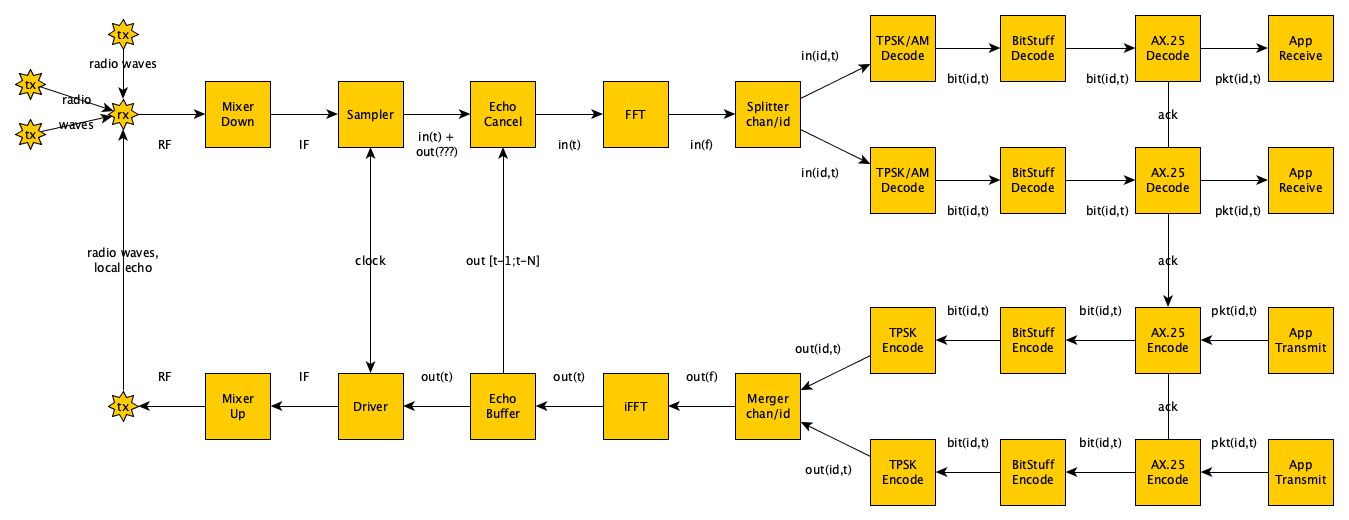 tx
radio waves
tx
radio
rx
waves
tx
RF
Mixer
Down
IF
Sampler
in(t) +
out(???)
Echo
Cancel
in(t)
FFT
in(f)
Splitter
chan/id
in(id,t)
TPSK/AM
Decode
bit(id,t)
BitStuff
Decode
bit(id,t)
AX.25
Decode
pkt(id,t)
App
Receive
ack
in(id,t)
TPSK/AM
Decode
bit(id,t)
BitStuff
Decode
bit(id,t)
AX.25
Decode
pkt(id,t)
App
Receive
radio waves,
local echo
clock
out [t-1;t-N]
ack
App
Transmit
pkt(id,t)
AX.25
Encode
bit(id,t)
BitStuff
Encode
bit(id,t)
TPSK
Encode
out(id,t)
ack
App
Transmit
pkt(id,t)
AX.25
Encode
bit(id,t)
BitStuff
Encode
bit(id,t)
TPSK
Encode
out(id,t)
Merger
chan/id
out(f)
iFFT
out(t)
Echo
Buffer
out(t)
Driver
IF
Mixer
Up
RF
tx